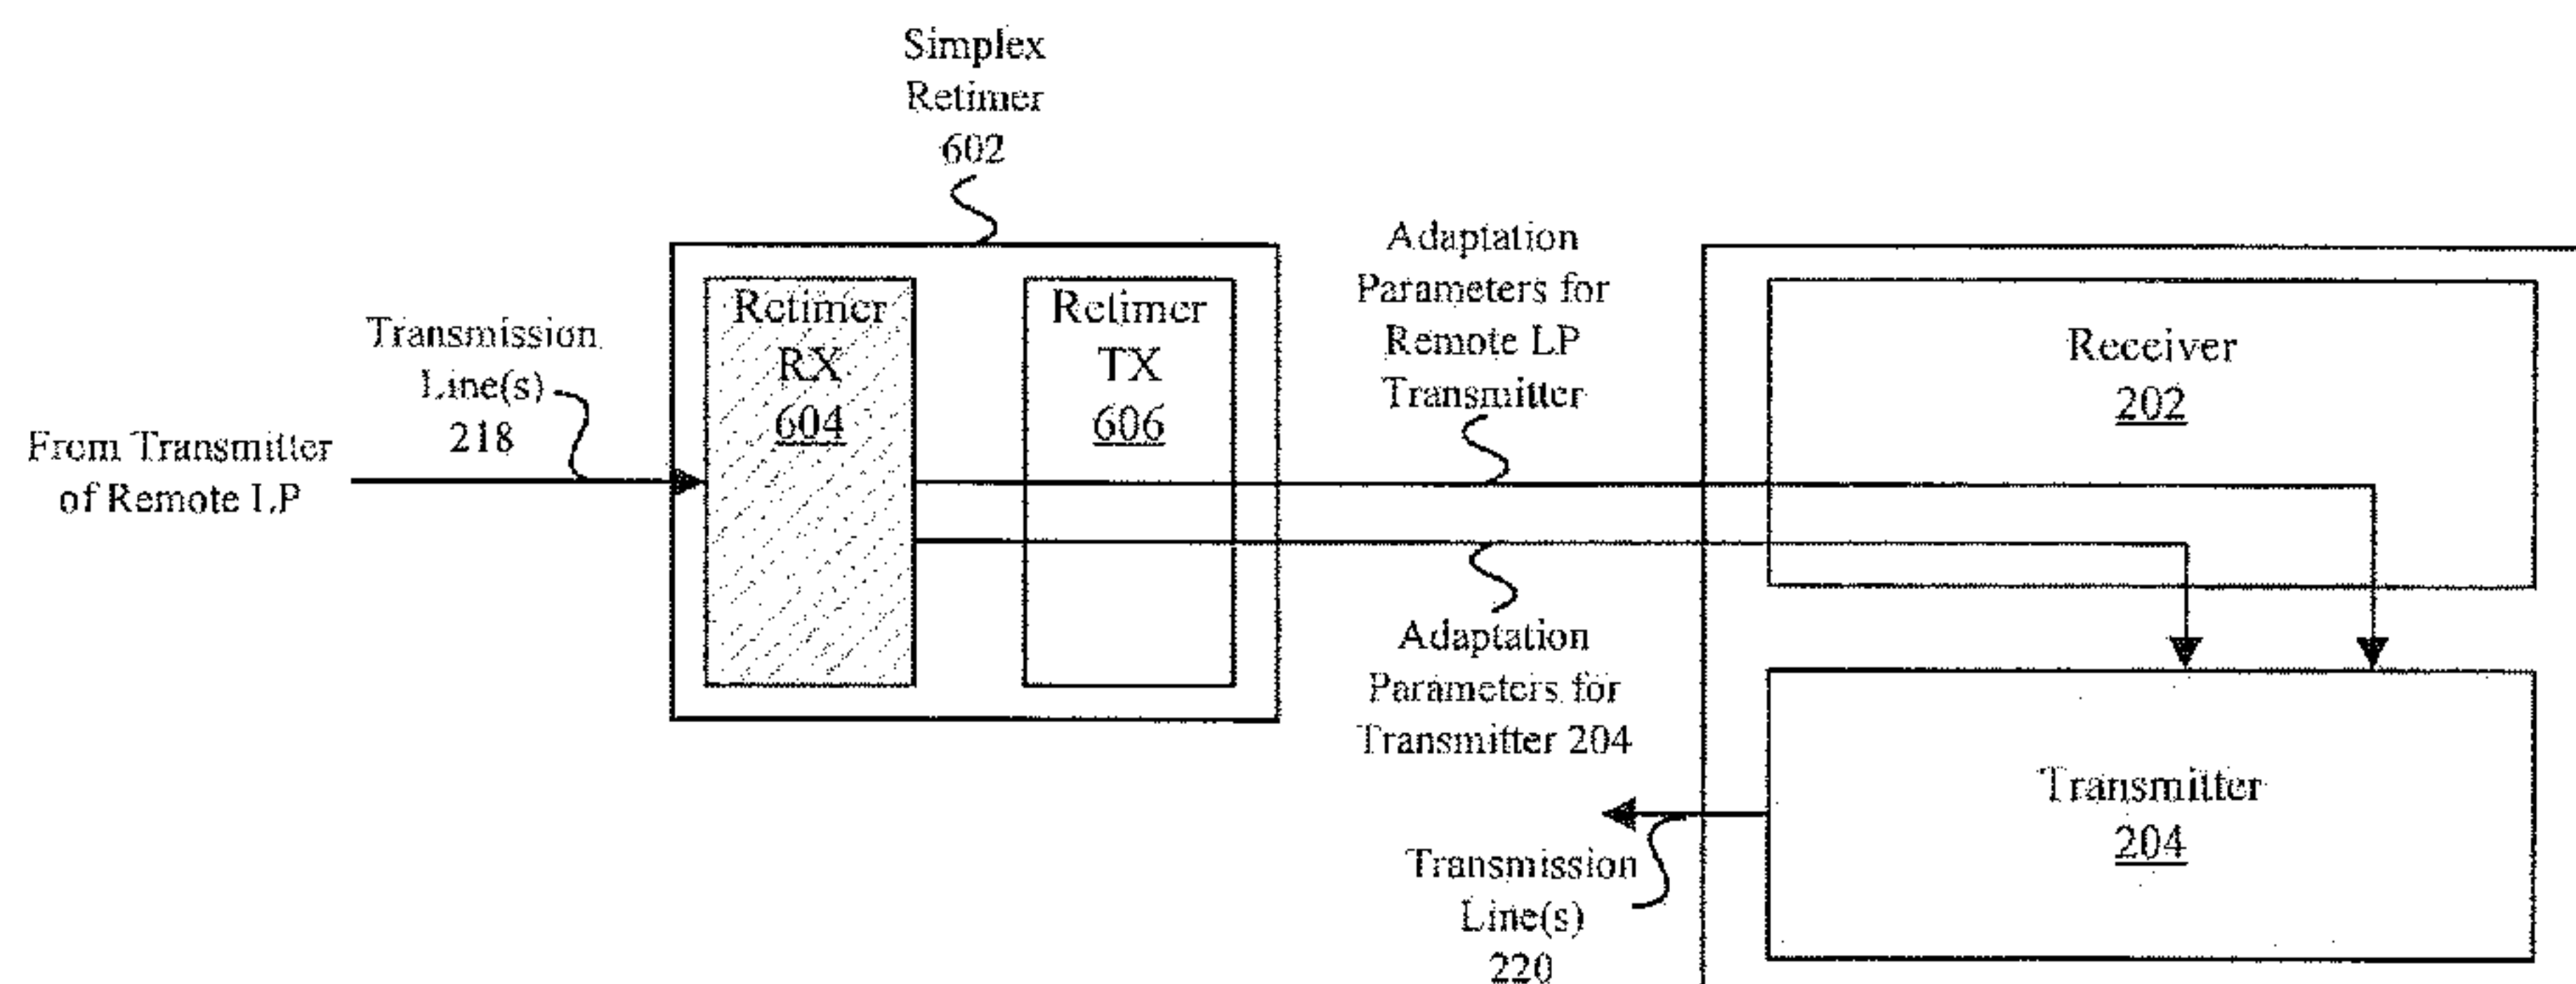 Simplex
Retimer
602
Transmission
Line(s)
218
From Transmitter
of Remote LP
Retimer
RX
604
Retimer
TX
606
Adaptation
Parameters for
Remote LP
Transmitter
Adaptation
Parameters for
Transmitter 204
Receiver
202
Transmitter
204
Transmission
Line(s)
220